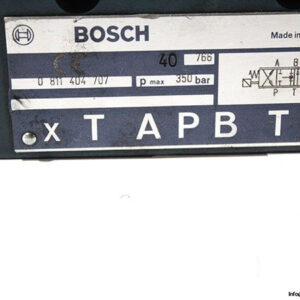 BOSCH
Made in
40 766
0 811 404 707 p max 350 bar
A B
P T
. X T A P B T